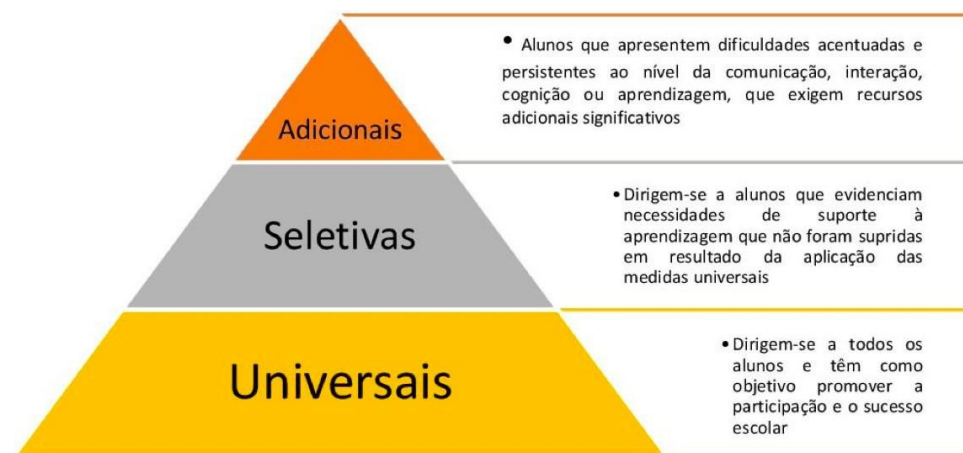 Adicionais
• Alunos que apresentem dificuldades acentuadas e
persistentes ao nível da comunicação, interação,
cognição ou aprendizagem, que exigem recursos
adicionais significativos
Seletivas
• Dirigem-se a alunos que evidenciam
necessidades de suporte à
aprendizagem que não foram supridas
em resultado da aplicação das
medidas universais
Universais
• Dirigem-se a todos os
alunos e têm como
objetivo promover a
participação e o sucesso
escolar